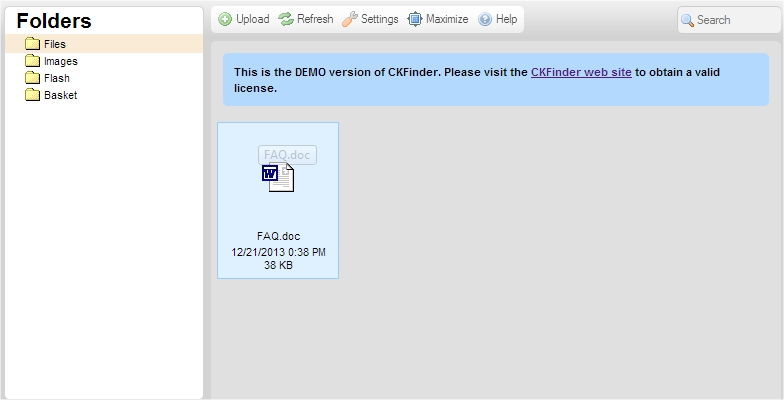 Folders
Files
Images
Flash
Basket
Upload Refresh Settings Maximize Help
Search
This is the DEMO version of CKFinder. Please visit the CKFinder web site to obtain a valid
license.
FAQ.doc
W
FAQ.doc
12/21/2013 0:38 PM
38 KB